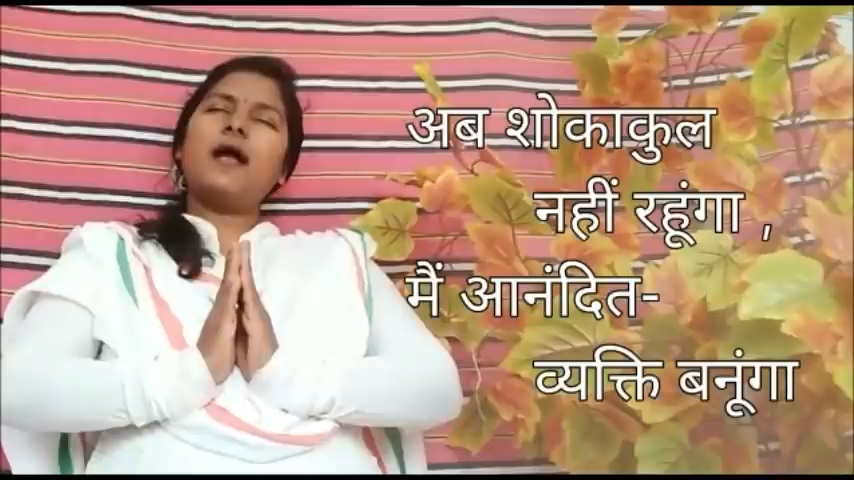 अब शोकाकुल
नहीं रहूंगा ,
मैं आनंदित-
व्यक्ति बनूंगा